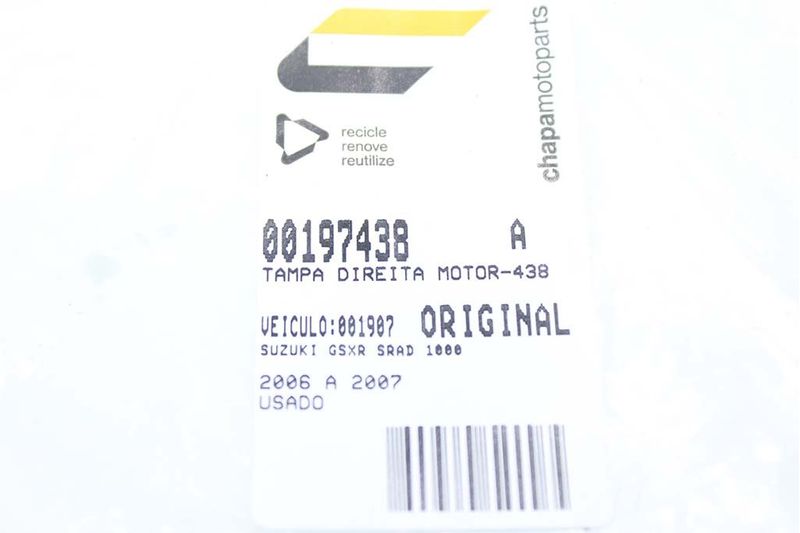 chapamotoparts
recicle
renove
reutilize
00197438 A
TAMPA DIREITA MOTOR-438
VEICULO:001907 ORIGINAL
SUZUKI GSXR SRAD 1000
2006 A 2007
USADO